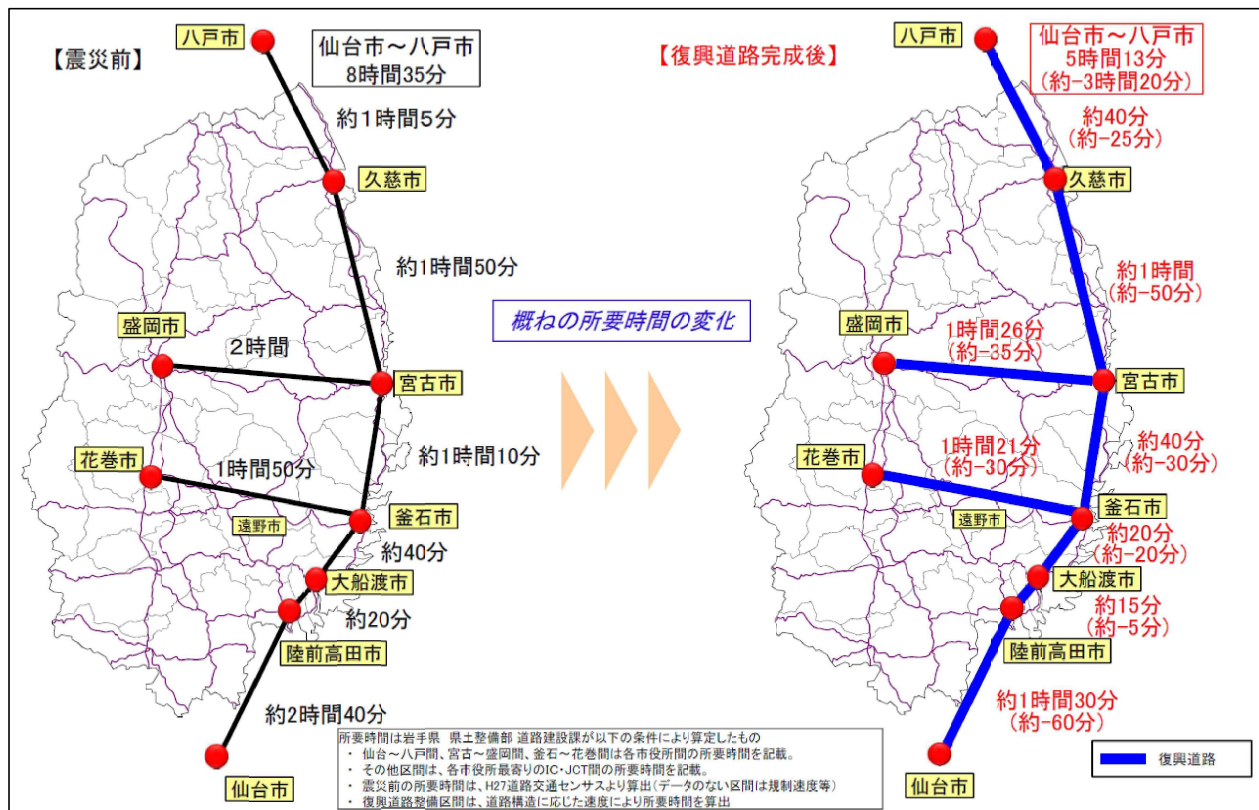 【震災前】
八戸市
仙台市～八戸市
8時間35分
約1時間5分
久慈市
約1時間50分
盛岡市
2時間
宮古市
花巻市
1時間50分
約1時間10分
遠野市
釜石市
約40分
大船渡市
約20分
陸前高田市
約2時間40分
仙台市
概ねの所要時間の変化
【復興道路完成後】
八戸市
仙台市～八戸市
5時間13分
(約-3時間20分)
約40分
(約-25分)
久慈市
約1時間
(約-50分)
盛岡市
1時間26分
(約-35分)
宮古市
花巻市
1時間21分
(約-30分)
約40分
(約-30分)
遠野市
釜石市
約20分
(約-20分)
大船渡市
約15分
(約-5分)
陸前高田市
約1時間30分
(約-60分)
仙台市
復興道路
所要時間は岩手県 県土整備部 道路建設課が以下の条件により算定したもの
・ 仙台～八戸間、宮古～盛岡間、釜石～花巻間は各市役所間の所要時間を記載。
・ その他区間は、各市役所最寄りのIC・JCT間の所要時間を記載。
・ 震災前の所要時間は、H27道路交通センサスより算出(データのない区間は規制速度等)
・ 復興道路整備区間は、道路構造に応じた速度により所要時間を算出